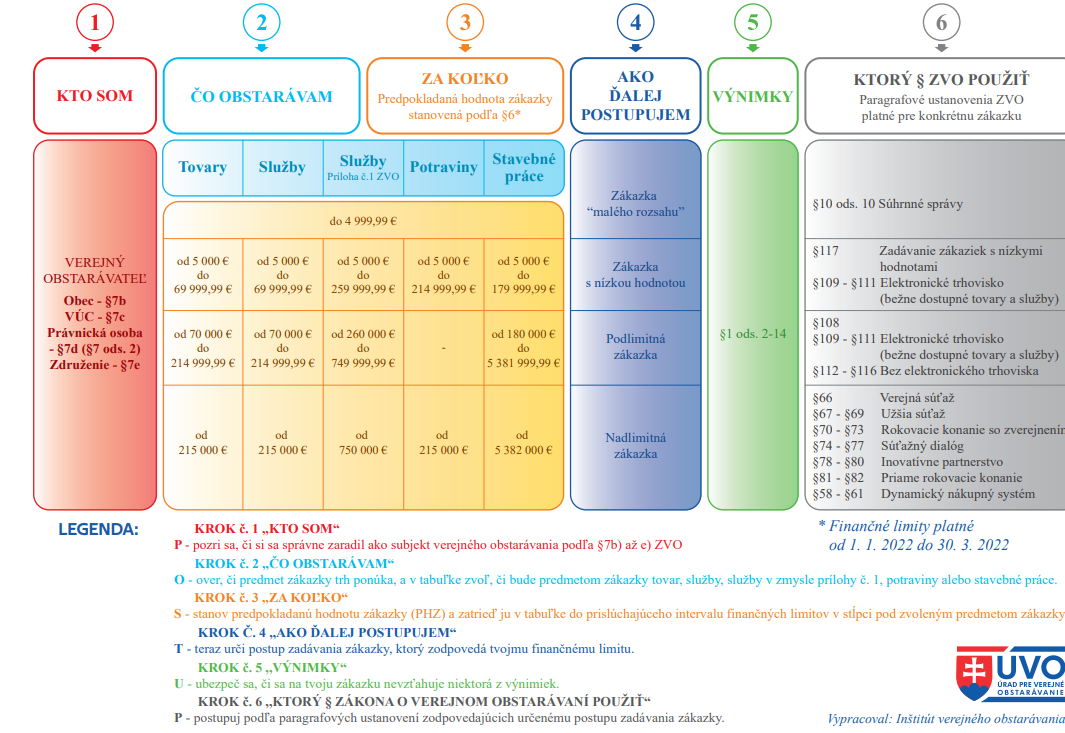 1
2
3
4
5
6
KTO SOM
ČO OBSTARÁVAM
ZA KOĽKO
Predpokladaná hodnota zákazky
stanovená podľa §6*
AKO
ĎALEJ
POSTUPUJEM
VÝNIMKY
KTORÝ § ZVO POUŽIŤ
Paragrafové ustanovenia ZVO
platné pre konkrétnu zákazku
VEREJNÝ
OBSTARÁVATEĽ
Obec - §7b
VÚC - §7c
Právnická osoba
- §7d (§7 ods. 2)
Združenie - §7e
Tovary
Služby
Služby
Príloha č.1 ZVO
Potraviny
Stavebné
práce
do 4 999,99 €
od 5 000 €
do
69 999,99 €
od 5 000 €
do
69 999,99 €
od 5 000 €
do
259 999,99 €
od 5 000 €
do
214 999,99 €
od 5 000 €
do
179 999,99 €
od 70 000 €
do
214 999,99 €
od 70 000 €
do
214 999,99 €
od 260 000 €
do
749 999,99 €
-
od 180 000 €
do
5 381 999,99 €
od
215 000 €
od
215 000 €
od
750 000 €
od
215 000 €
od
5 382 000 €
Zákazka
“malého rozsahu”
Zákazka
s nízkou hodnotou
Podlimitná
zákazka
Nadlimitná
zákazka
§1 ods. 2-14
§10 ods. 10 Súhrnné správy
§117 Zadávanie zákaziek s nízkymi
hodnotami
§109 - §111 Elektronické trhovisko
(bežne dostupné tovary a služby)
§108
§109 - §111 Elektronické trhovisko
(bežne dostupné tovary a služby)
§112 - §116 Bez elektronického trhoviska
§66 Verejná súťaž
§67 - §69 Užšia súťaž
§70 - §73 Rokovacie konanie so zverejnením
§74 - §77 Súťažný dialóg
§78 - §80 Inovatívne partnerstvo
§81 - §82 Priame rokovacie konanie
§58 - §61 Dynamický nákupný systém
LEGENDA:
KROK č. 1 „KTO SOM“
P - pozri sa, či si sa správne zaradil ako subjekt verejného obstarávania podľa §7b) až e) ZVO
KROK č. 2 „ČO OBSTARÁVAM“
O - over, či predmet zákazky trh ponúka, a v tabuľke zvoľ, či bude predmetom zákazky tovar, služby, služby v zmysle prílohy č. 1, potraviny alebo stavebné práce.
KROK č. 3 „ZA KOĽKO“
S - stanov predpokladanú hodnotu zákazky (PHZ) a zatrieď ju v tabuľke do prislúchajúceho intervalu finančných limitov v stĺpci pod zvoleným predmetom zákazky
KROK Č. 4 „AKO ĎALEJ POSTUPUJEM“
T - teraz urči postup zadávania zákazky, ktorý zodpovedá tvojmu finančnému limitu.
KROK č. 5 „VÝNIMKY“
U - ubezpeč sa, či sa na tvoju zákazku nevzťahuje niektorá z výnimiek.
KROK č. 6 „KTORÝ § ZÁKONA O VEREJNOM OBSTARÁVANÍ POUŽIŤ“
P - postupuj podľa paragrafových ustanovení zodpovedajúcich určenému postupu zadávania zákazky.
* Finančné limity platné
od 1. 1. 2022 do 30. 3. 2022
ÚVO
ÚRAD PRE VEREJNÉ
OBSTARÁVANIE
Vypracoval: Inštitút verejného obstarávania